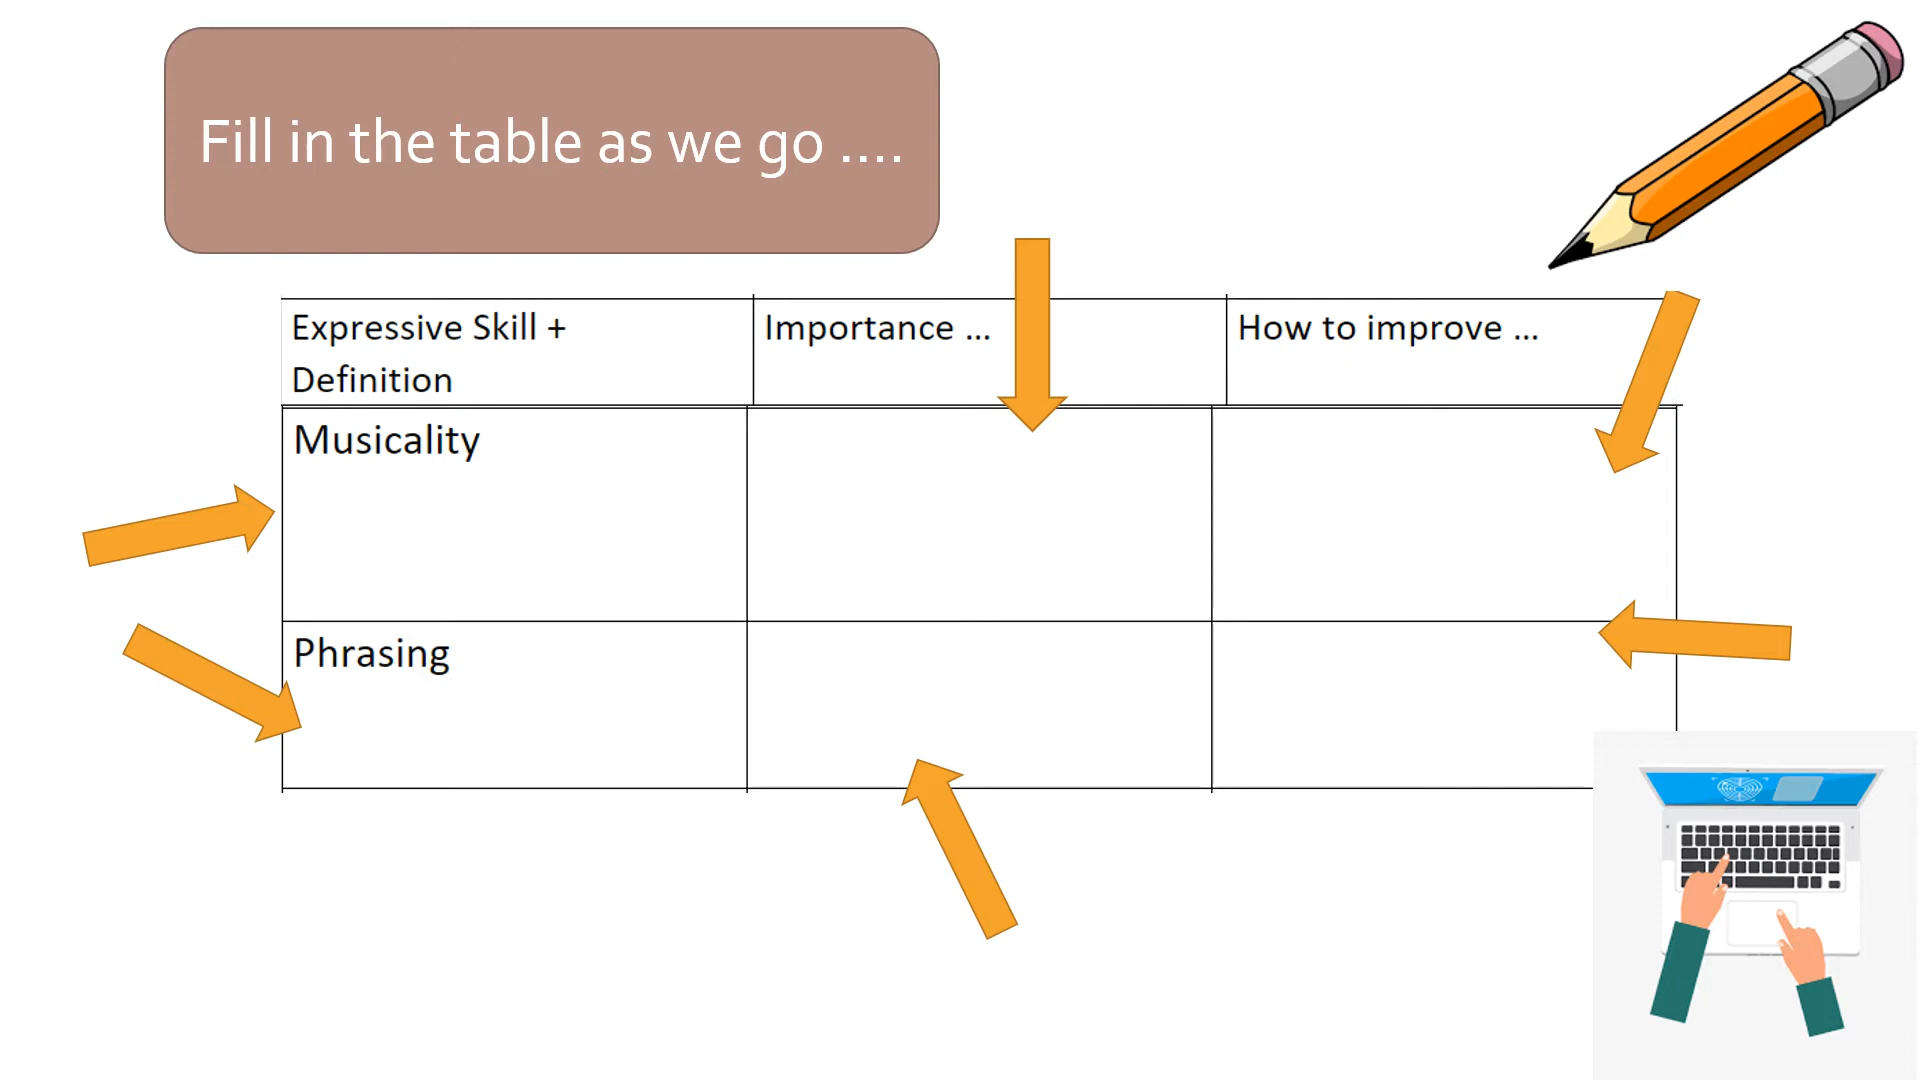 Fill in the table as we go ....
Expressive Skill +
Definition
Importance ...
How to improve ...
Musicality
Phrasing